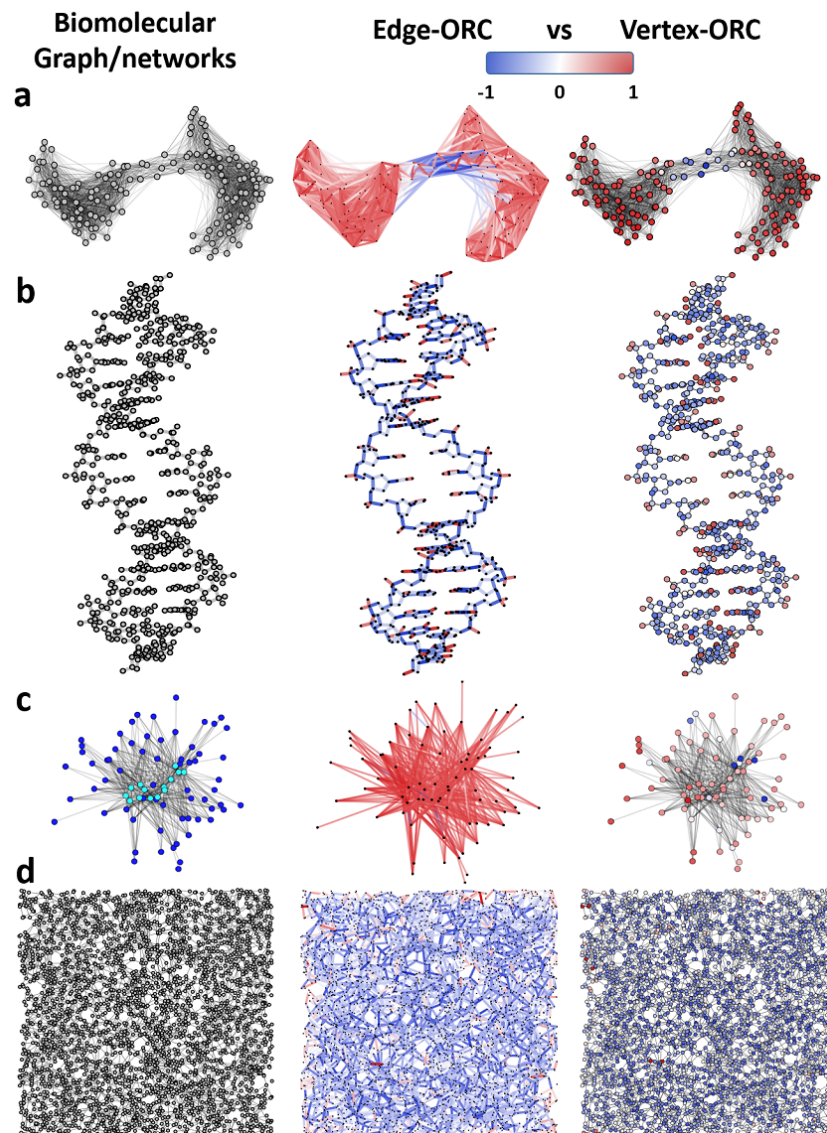 Biomolecular
Graph/networks
Edge-ORC vs Vertex-ORC
-1 0 1
a
b
c
d